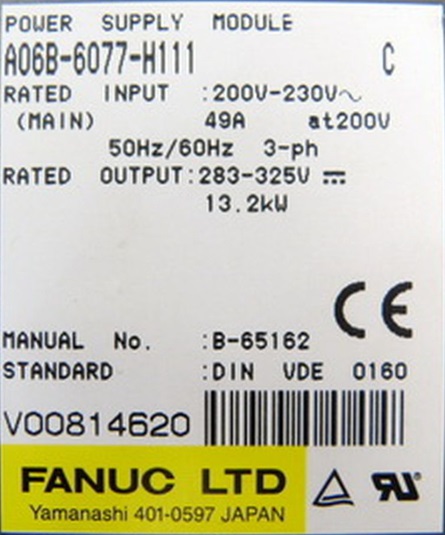 POWER SUPPLY MODULE
A06B-6077-H111 C
RATED INPUT :200V-230V～
(MAIN) 49A at200V
50Hz/60Hz 3-ph
RATED OUTPUT:283-325V ⎓
13.2kW
CE
MANUAL No. :B-65162
STANDARD :DIN VDE 0160
V00814620
FANUC LTD
Yamanashi 401-0597 JAPAN